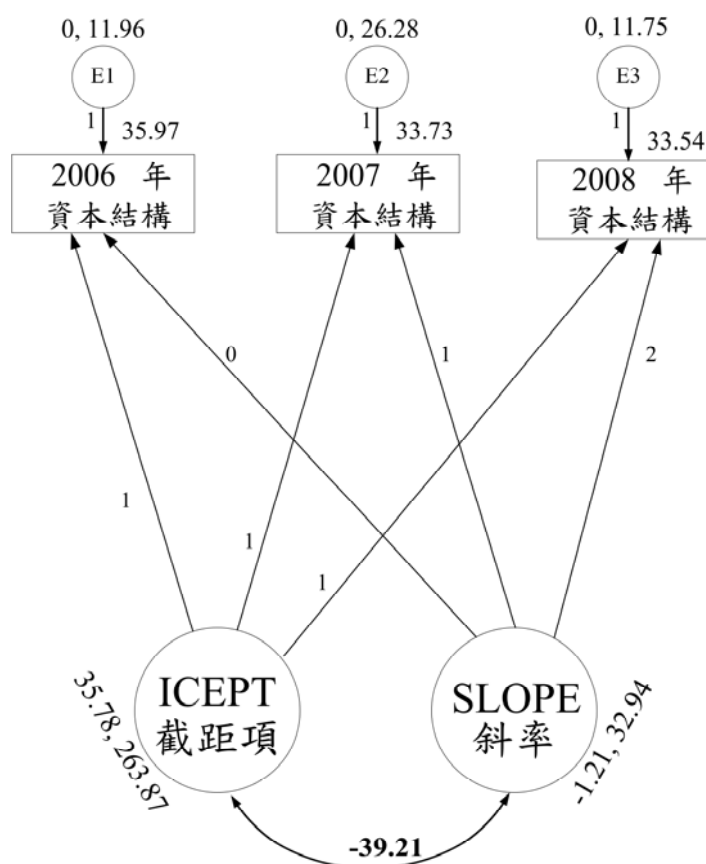 0, 11.96
0, 26.28
0, 11.75
E1
E2
E3
1
35.97
1
33.73
1
33.54
2006 年
資本結構
2007 年
資本結構
2008 年
資本結構
0
1
2
1
1
1
ICEPT
截距項
35.78, 263.87
SLOPE
斜率
-1.21, 32.94
-39.21